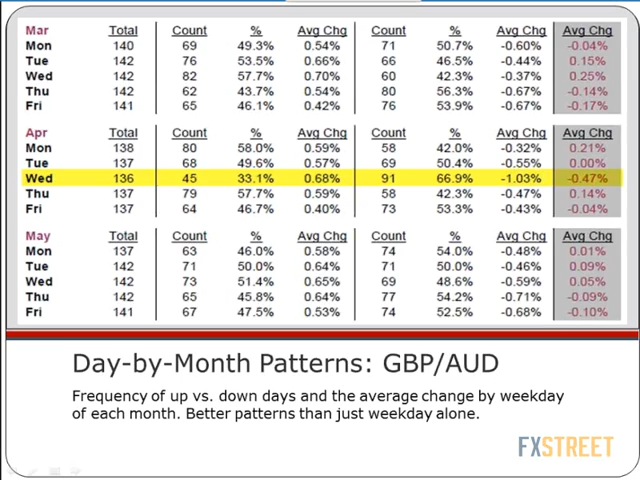 Mar Total Count % Avg Chg Count % Avg Chg Avg Chg
Mon 140 69 49.3% 0.54% 71 50.7% -0.60% -0.04%
Tue 142 76 53.5% 0.66% 66 46.5% -0.44% 0.15%
Wed 142 82 57.7% 0.70% 60 42.3% -0.37% 0.25%
Thu 142 62 43.7% 0.54% 80 56.3% -0.67% -0.14%
Fri 141 65 46.1% 0.42% 76 53.9% -0.67% -0.17%
Apr Total Count % Avg Chg Count % Avg Chg Avg Chg
Mon 138 80 58.0% 0.59% 58 42.0% -0.32% 0.21%
Tue 137 68 49.6% 0.57% 69 50.4% -0.55% 0.00%
Wed 136 45 33.1% 0.68% 91 66.9% -1.03% -0.47%
Thu 137 79 57.7% 0.59% 58 42.3% -0.47% 0.14%
Fri 137 64 46.7% 0.40% 73 53.3% -0.43% -0.04%
May Total Count % Avg Chg Count % Avg Chg Avg Chg
Mon 137 63 46.0% 0.58% 74 54.0% -0.48% 0.01%
Tue 142 71 50.0% 0.64% 71 50.0% -0.46% 0.09%
Wed 142 73 51.4% 0.65% 69 48.6% -0.59% 0.05%
Thu 142 65 45.8% 0.64% 77 54.2% -0.71% -0.09%
Fri 141 67 47.5% 0.53% 74 52.5% -0.68% -0.10%
Day-by-Month Patterns: GBP/AUD
Frequency of up vs. down days and the average change by weekday
of each month. Better patterns than just weekday alone.
FXSTREET